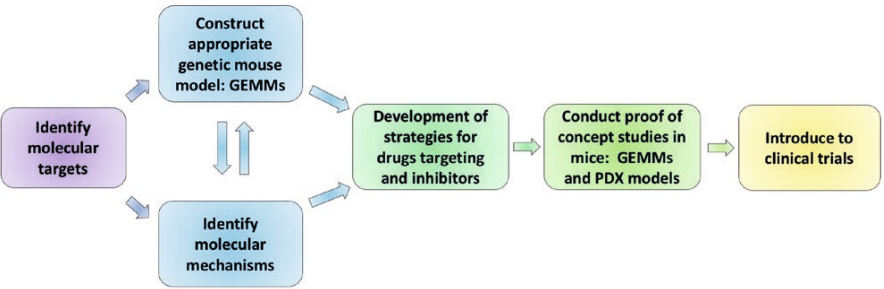 Identify
molecular
targets
Construct
appropriate
genetic mouse
model: GEMMs
Identify
molecular
mechanisms
Development of
strategies for
drugs targeting
and inhibitors
Conduct proof of
concept studies in
mice: GEMMs
and PDX models
Introduce to
clinical trials